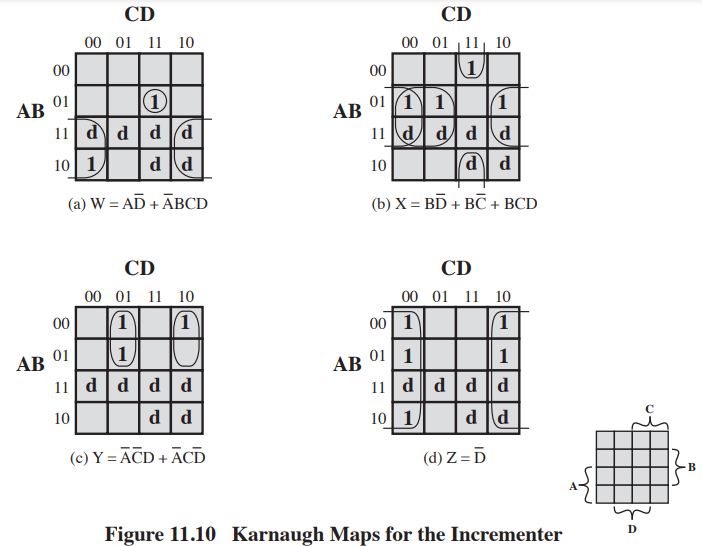 CD
00 01 11 10
00
AB
01 1
11 d d d d
10 1 d d
(a) W = AD̅ + A̅BCD
CD
00 01 11 10
00 1
AB
01 1 1 1
11 d d d d
10 d d
(b) X = BD̅ + BC̅ + BCD
CD
00 01 11 10
00 1 1
AB
01 1
11 d d d d
10 d d
(c) Y = A̅C̅D + A̅CD̅
CD
00 01 11 10
00 1 1
AB
01 1 1
11 d d d d
10 1 d d
(d) Z = D̅
C
B
A
D
Figure 11.10 Karnaugh Maps for the Incrementer